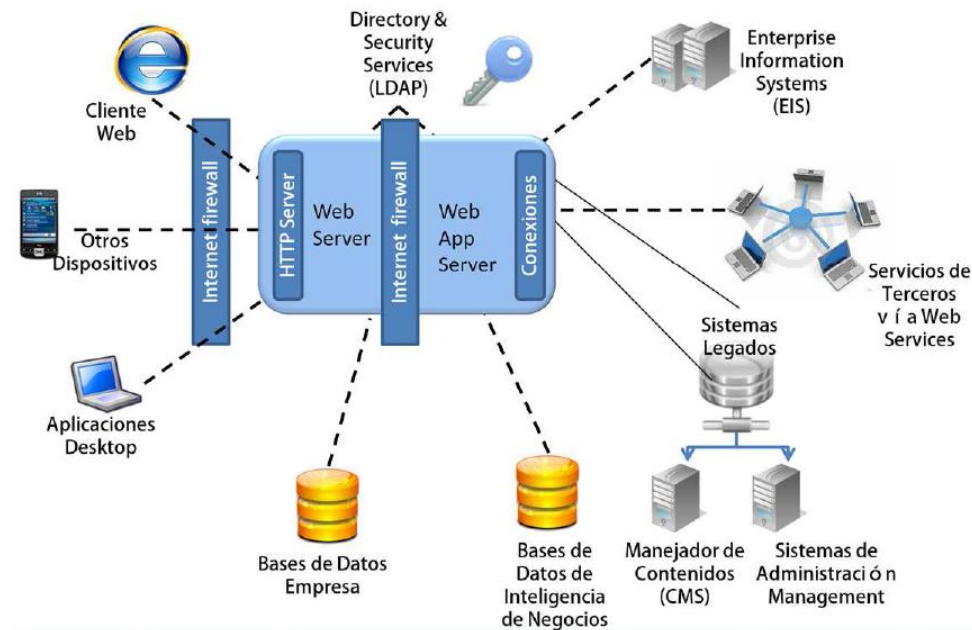 Directory &
Security
Services
(LDAP)
Enterprise
Information
Systems
(EIS)
Cliente
Web
Internet firewall
HTTP Server
Web
Server
Internet firewall
Web
App
Server
Conexiones
Otros
Dispositivos
Servicios de
Terceros
v í a Web
Services
Sistemas
Legados
Aplicaciones
Desktop
Bases de Datos
Empresa
Bases de
Datos de
Inteligencia
de Negocios
Manejador de
Contenidos
(CMS)
Sistemas de
Administraci ó n
Management